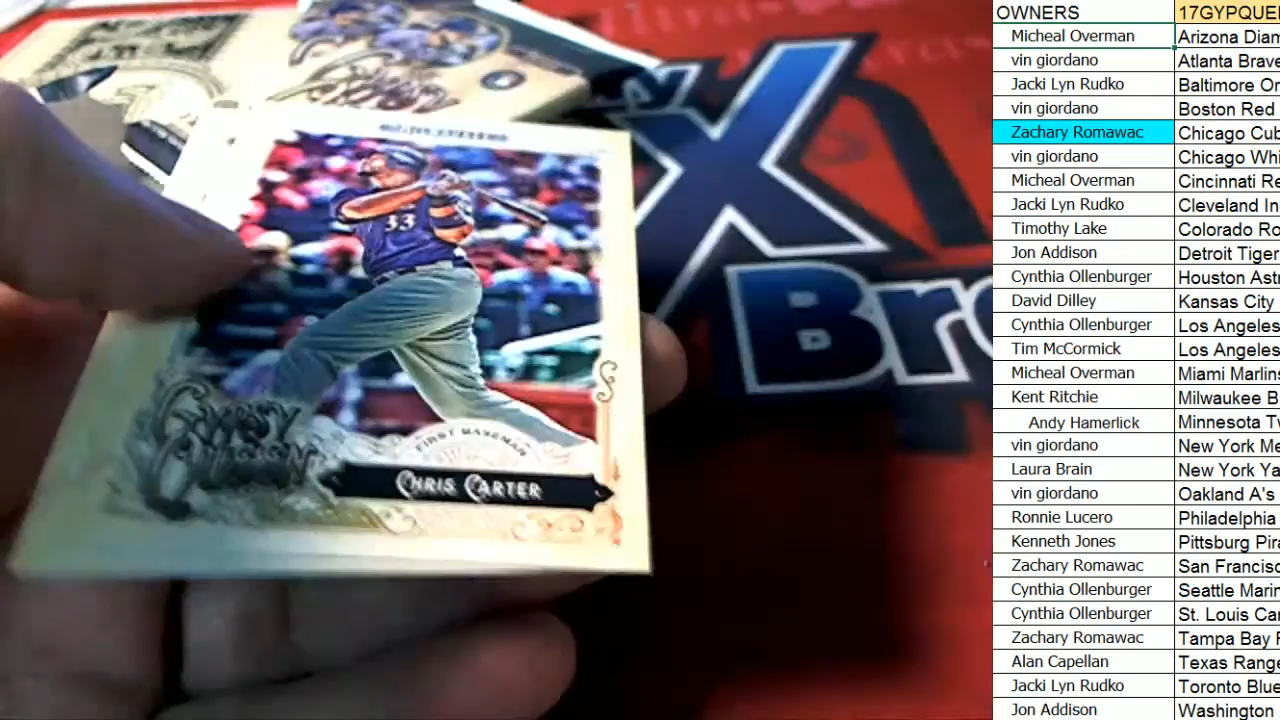 33
Gypsy
FIRST BASEMAN
CHRIS CARTER
X
Br
OWNERS 17GYPQUE
Micheal Overman Arizona Diam
vin giordano Atlanta Brave
Jacki Lyn Rudko Baltimore Or
vin giordano Boston Red
Zachary Romawac Chicago Cub
vin giordano Chicago Whi
Micheal Overman Cincinnati Re
Jacki Lyn Rudko Cleveland In
Timothy Lake Colorado Ro
Jon Addison Detroit Tiger
Cynthia Ollenburger Houston Astr
David Dilley Kansas City
Cynthia Ollenburger Los Angeles
Tim McCormick Los Angeles
Micheal Overman Miami Marlins
Kent Ritchie Milwaukee B
Andy Hamerlick Minnesota Tw
vin giordano New York Me
Laura Brain New York Ya
vin giordano Oakland A's
Ronnie Lucero Philadelphia
Kenneth Jones Pittsburg Pira
Zachary Romawac San Francisc
Cynthia Ollenburger Seattle Marin
Cynthia Ollenburger St. Louis Car
Zachary Romawac Tampa Bay R
Alan Capellan Texas Range
Jacki Lyn Rudko Toronto Blue
Jon Addison Washington